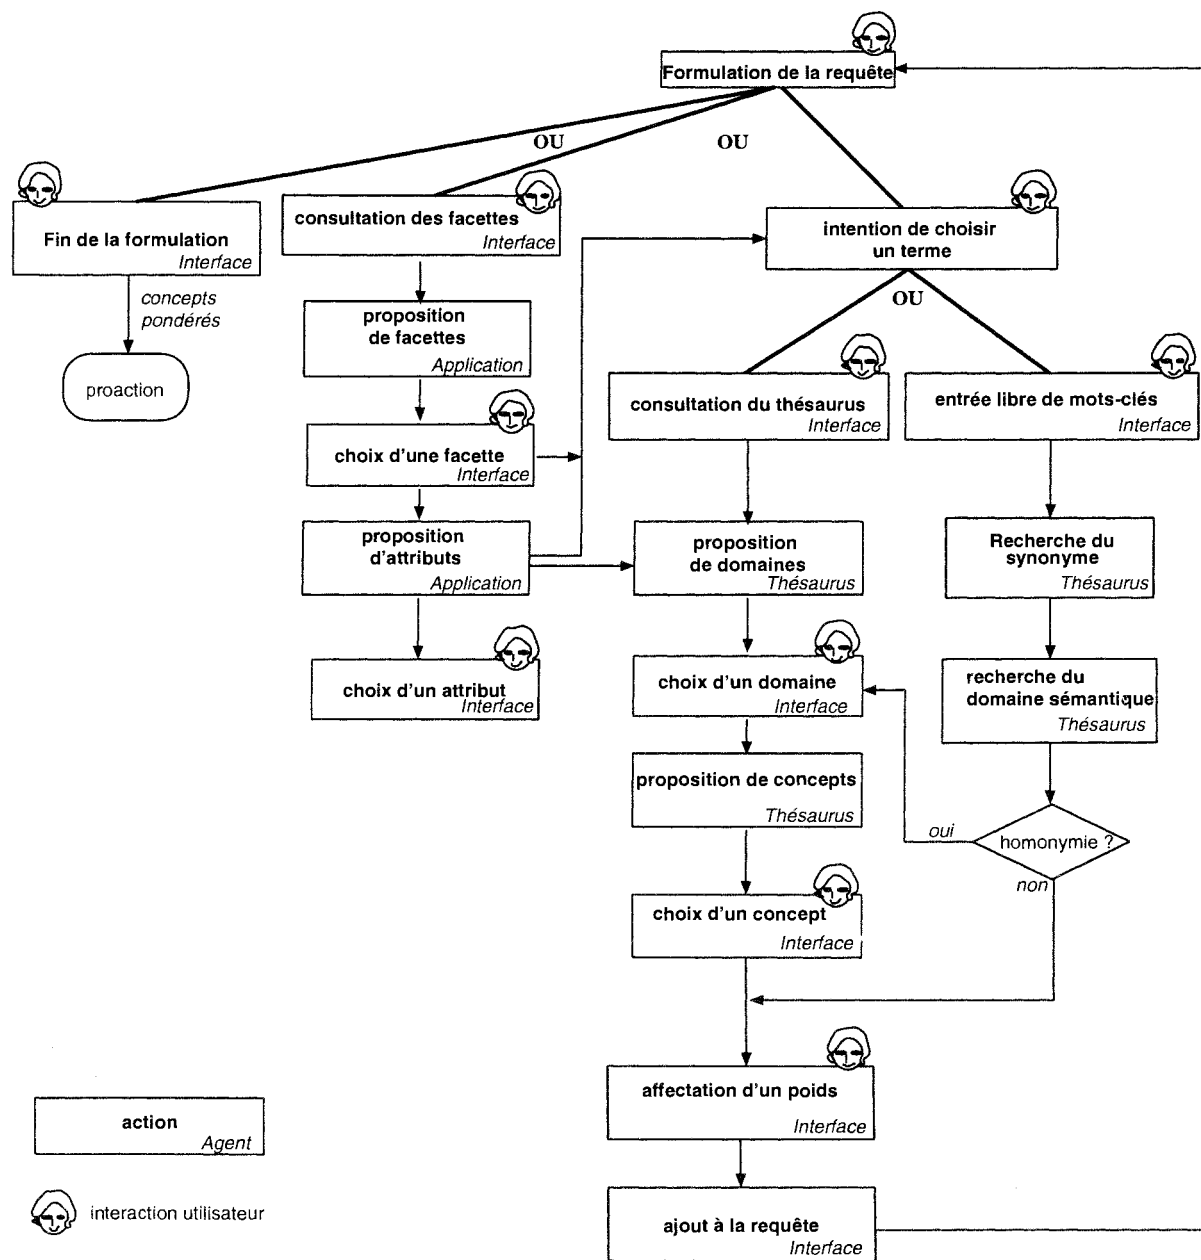 Formulation de la requête
OU
OU
Fin de la formulation
Interface
consultation des facettes
Interface
intention de choisir
un terme
concepts
pondérés
OU
proposition
de facettes
Application
proaction
consultation du thésaurus
Interface
entrée libre de mots-clés
Interface
choix d'une facette
Interface
proposition
d'attributs
Application
proposition
de domaines
Thésaurus
Recherche du
synonyme
Thésaurus
choix d'un attribut
Interface
choix d'un domaine
Interface
recherche du
domaine sémantique
Thésaurus
proposition de concepts
Thésaurus
oui
homonymie ?
non
choix d'un concept
Interface
affectation d'un poids
Interface
action
Agent
interaction utilisateur
ajout à la requête
Interface